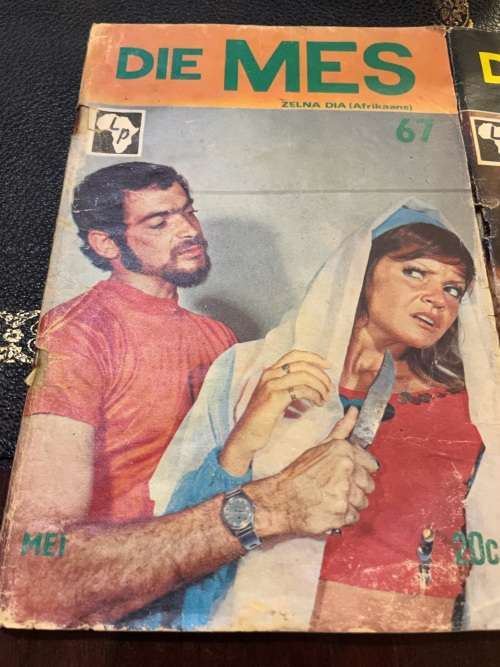 DIE MES
ZELNA DIA (Afrikaans)
LP
67
MEI
20c
D
L